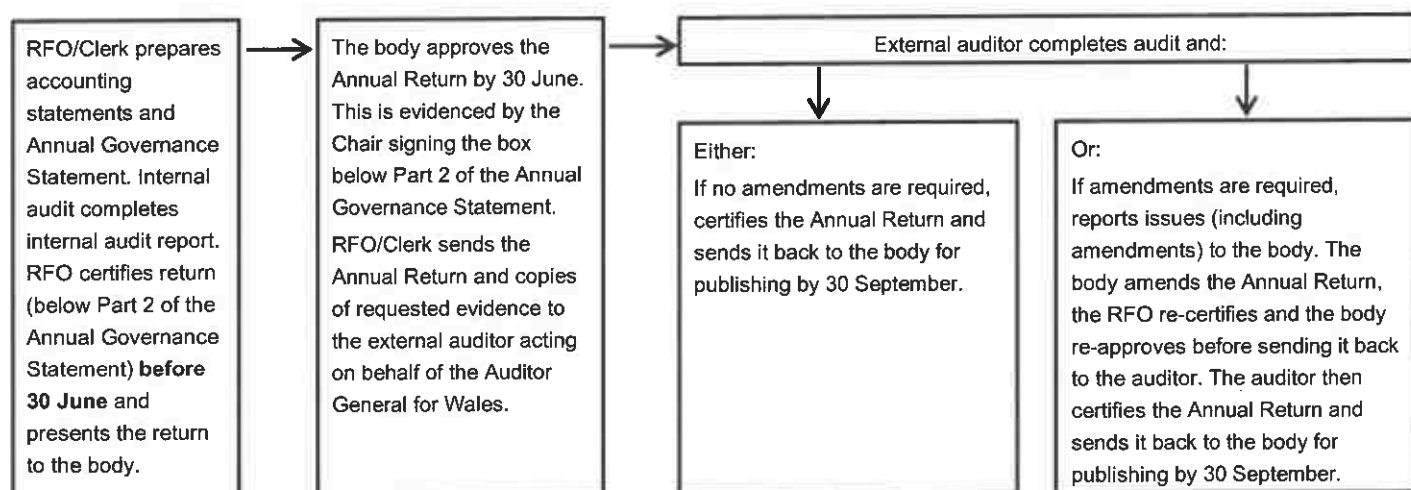 RFO/Clerk prepares
accounting
statements and
Annual Governance
Statement. Internal
audit completes
internal audit report.
RFO certifies return
(below Part 2 of the
Annual Governance
Statement) before
30 June and
presents the return
to the body.
The body approves the
Annual Return by 30 June.
This is evidenced by the
Chair signing the box
below Part 2 of the Annual
Governance Statement.
RFO/Clerk sends the
Annual Return and copies
of requested evidence to
the external auditor acting
on behalf of the Auditor
General for Wales.
External auditor completes audit and:
Either:
If no amendments are required,
certifies the Annual Return and
sends it back to the body for
publishing by 30 September.
Or:
If amendments are required,
reports issues (including
amendments) to the body. The
body amends the Annual Return,
the RFO re-certifies and the body
re-approves before sending it back
to the auditor. The auditor then
certifies the Annual Return and
sends it back to the body for
publishing by 30 September.